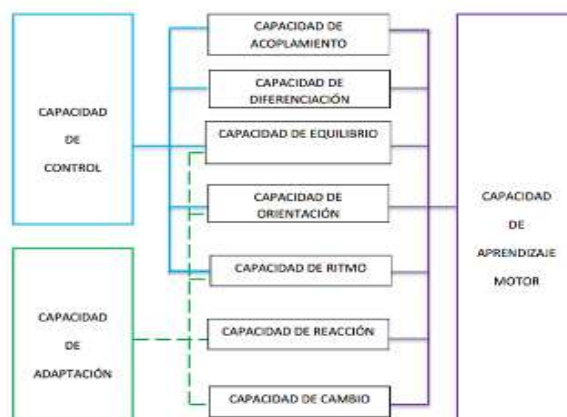 CAPACIDAD
DE
CONTROL
CAPACIDAD
DE
ADAPTACIÓN
CAPACIDAD DE
ACOPLAMIENTO
CAPACIDAD DE
DIFERENCIACIÓN
CAPACIDAD DE EQUILIBRIO
CAPACIDAD DE
ORIENTACIÓN
CAPACIDAD DE RITMO
CAPACIDAD DE REACCIÓN
CAPACIDAD DE CAMBIO
CAPACIDAD
DE
APRENDIZAJE
MOTOR